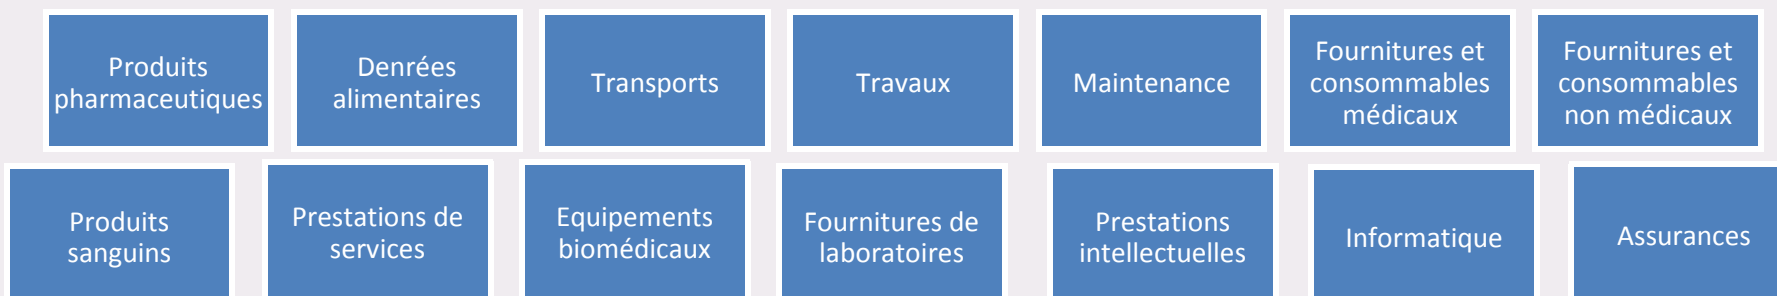 Produits
pharmaceutiques
Denrées
alimentaires
Transports
Travaux
Maintenance
Fournitures et
consommables
médicaux
Fournitures et
consommables
non médicaux
Produits
sanguins
Prestations de
services
Equipements
biomédicaux
Fournitures de
laboratoires
Prestations
intellectuelles
Informatique
Assurances